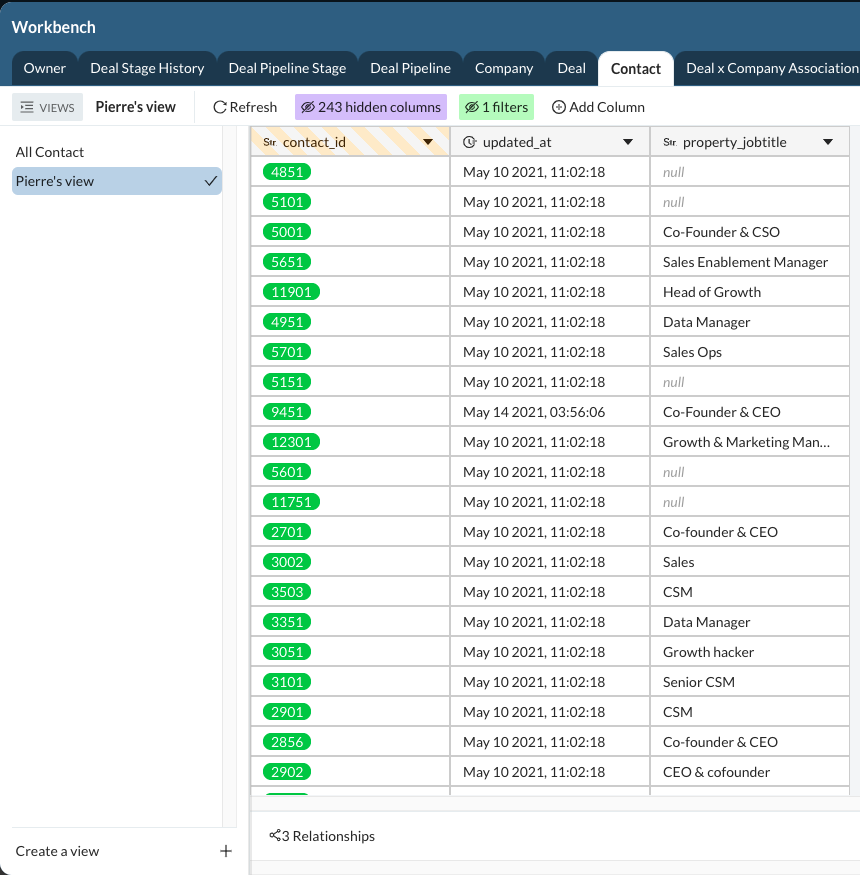 Workbench
Owner Deal Stage History Deal Pipeline Stage Deal Pipeline Company Deal Contact Deal x Company Association
VIEWS Pierre's view Refresh 243 hidden columns 1 filters Add Column
All Contact
Pierre's view
Str. contact_id updated_at Str. property_jobtitle
4851 May 10 2021, 11:02:18 null
5101 May 10 2021, 11:02:18 null
5001 May 10 2021, 11:02:18 Co-Founder & CSO
5651 May 10 2021, 11:02:18 Sales Enablement Manager
11901 May 10 2021, 11:02:18 Head of Growth
4951 May 10 2021, 11:02:18 Data Manager
5701 May 10 2021, 11:02:18 Sales Ops
5151 May 10 2021, 11:02:18 null
9451 May 14 2021, 03:56:06 Co-Founder & CEO
12301 May 10 2021, 11:02:18 Growth & Marketing Man...
5601 May 10 2021, 11:02:18 null
11751 May 10 2021, 11:02:18 null
2701 May 10 2021, 11:02:18 Co-founder & CEO
3002 May 10 2021, 11:02:18 Sales
3503 May 10 2021, 11:02:18 CSM
3351 May 10 2021, 11:02:18 Data Manager
3051 May 10 2021, 11:02:18 Growth hacker
3101 May 10 2021, 11:02:18 Senior CSM
2901 May 10 2021, 11:02:18 CSM
2856 May 10 2021, 11:02:18 Co-founder & CEO
2902 May 10 2021, 11:02:18 CEO & cofounder
3 Relationships
Create a view